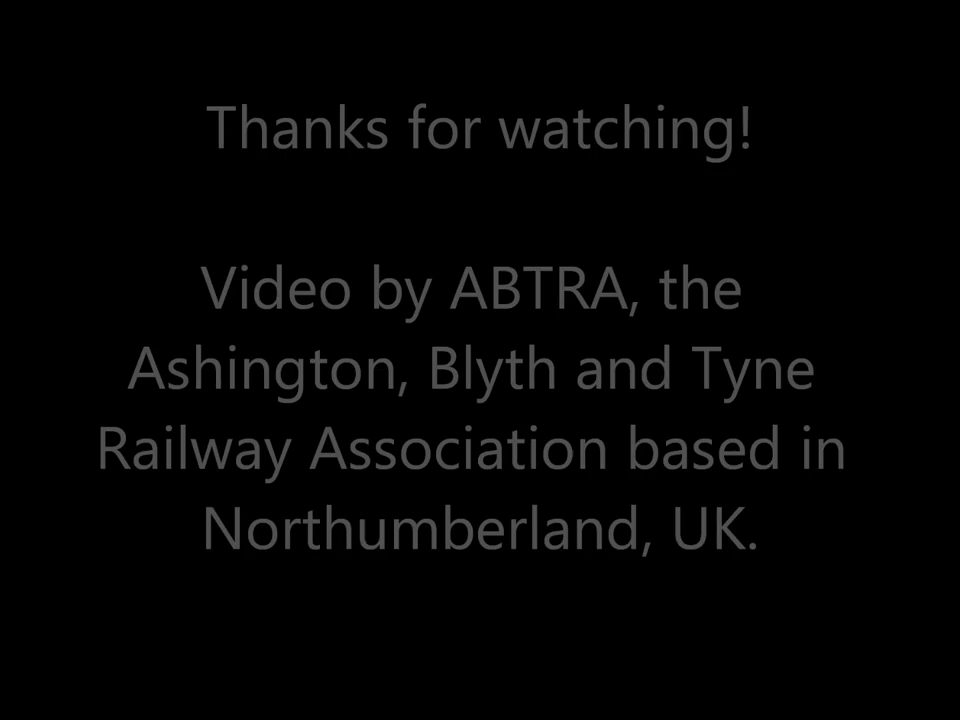 Thanks for watching!
Video by ABTRA, the
Ashington, Blyth and Tyne
Railway Association based in
Northumberland, UK.